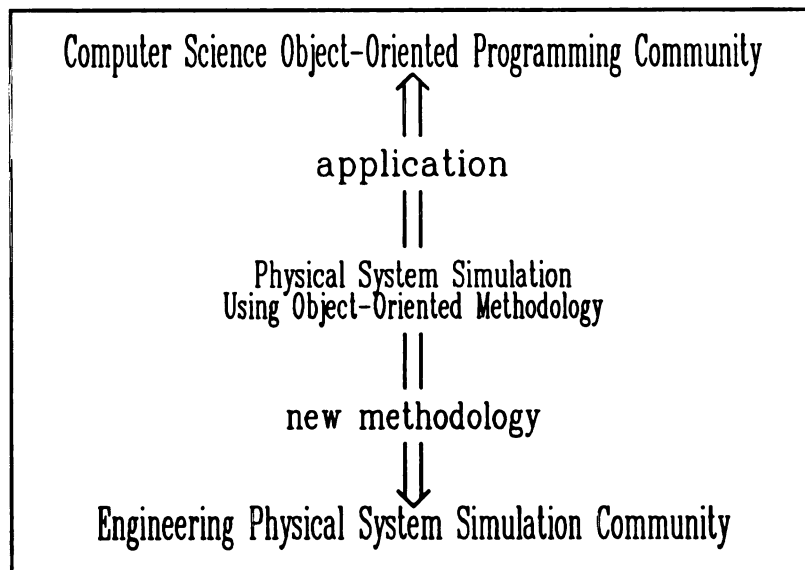 Computer Science Object-Oriented Programming Community
application
Physical System Simulation
Using Object-Oriented Methodology
new methodology
Engineering Physical System Simulation Community